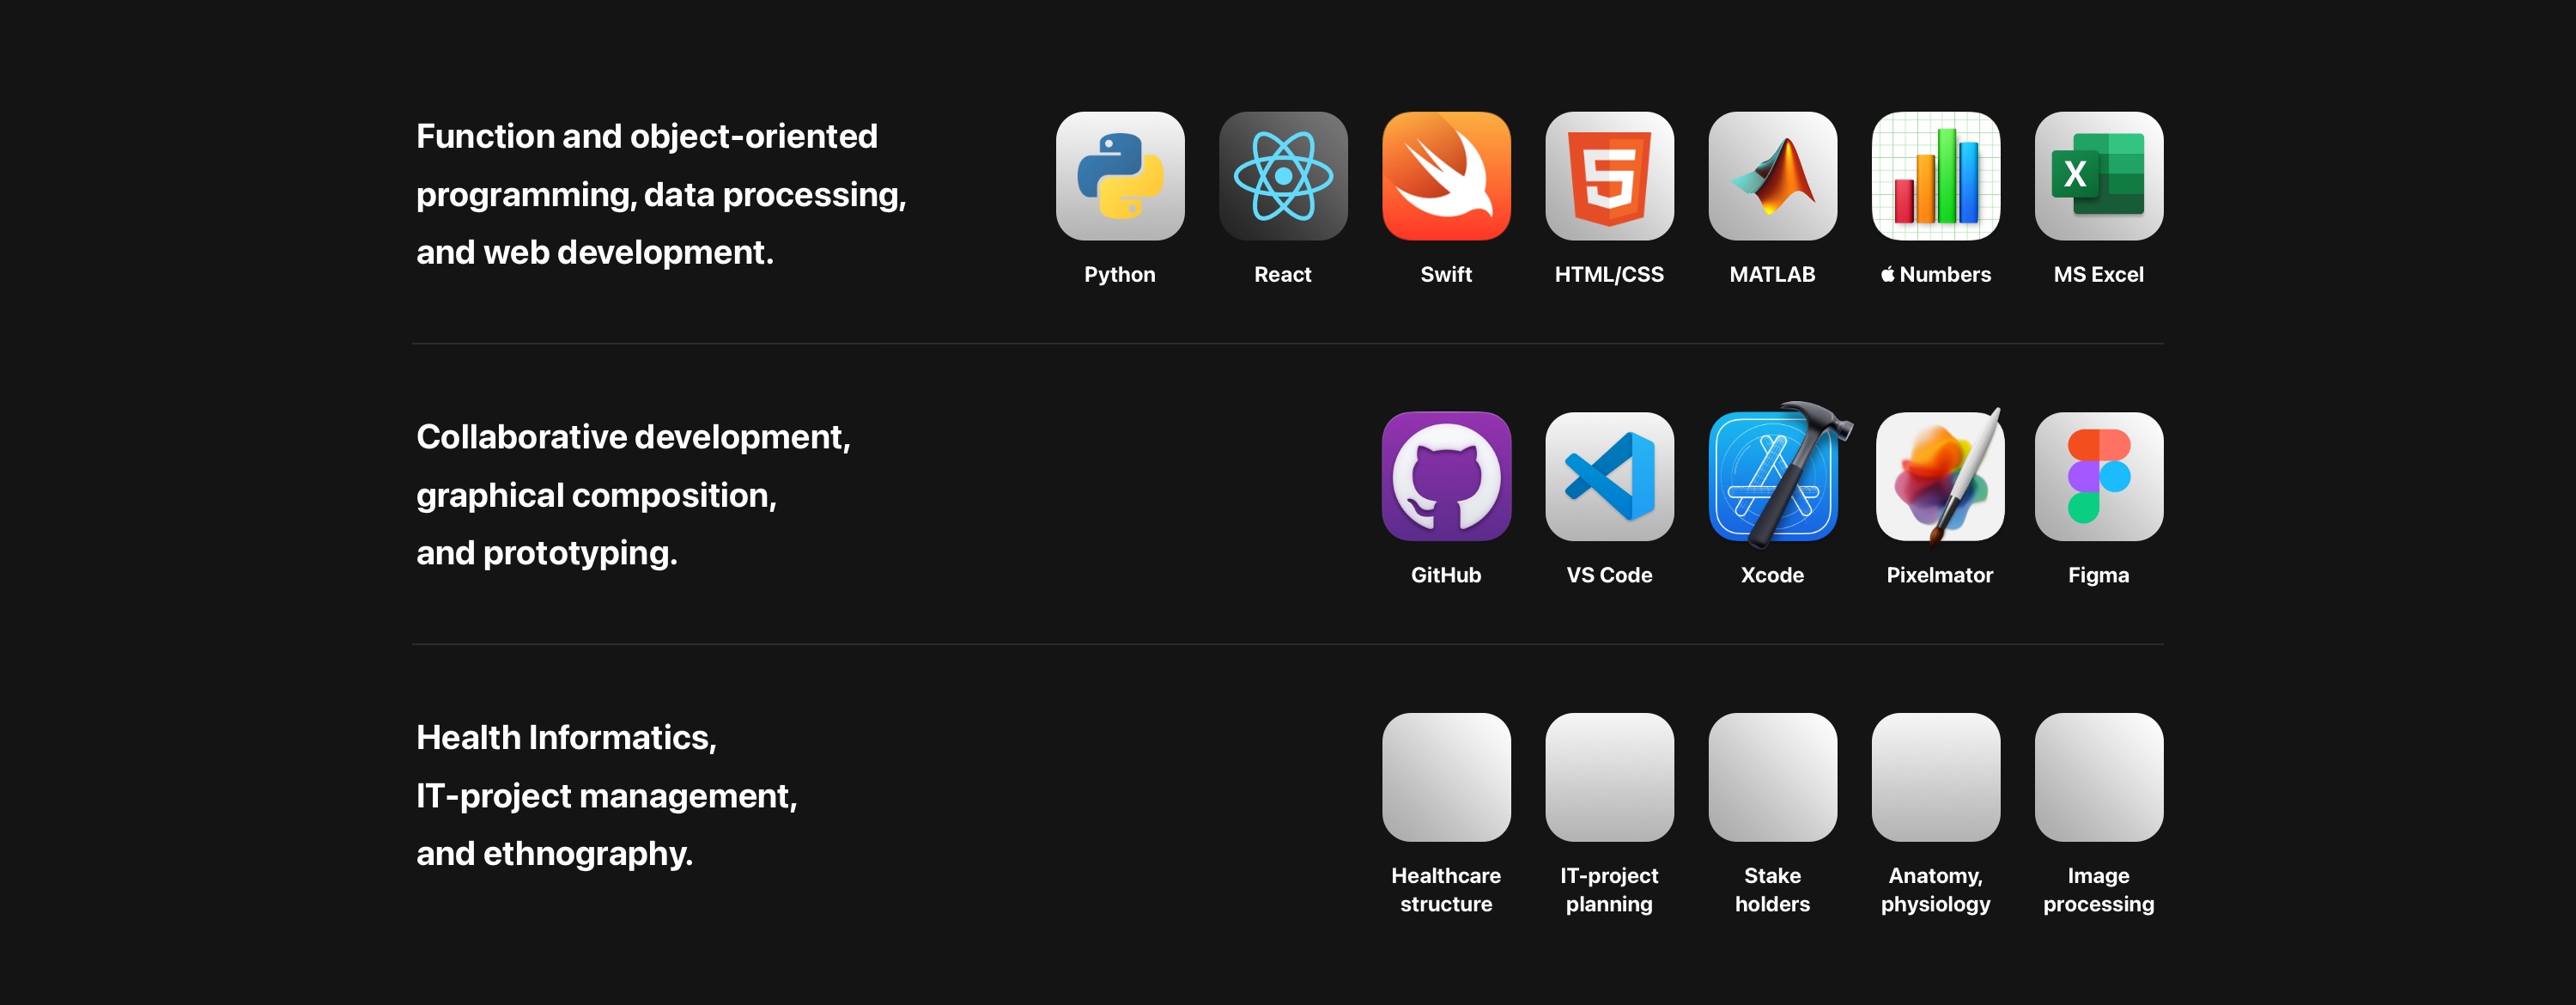 Function and object-oriented
programming, data processing,
and web development.
Python
React
Swift
HTML/CSS
MATLAB
 Numbers
X
MS Excel
Collaborative development,
graphical composition,
and prototyping.
GitHub
VS Code
Xcode
Pixelmator
Figma
Health Informatics,
IT-project management,
and ethnography.
Healthcare
structure
IT-project
planning
Stake
holders
Anatomy,
physiology
Image
processing